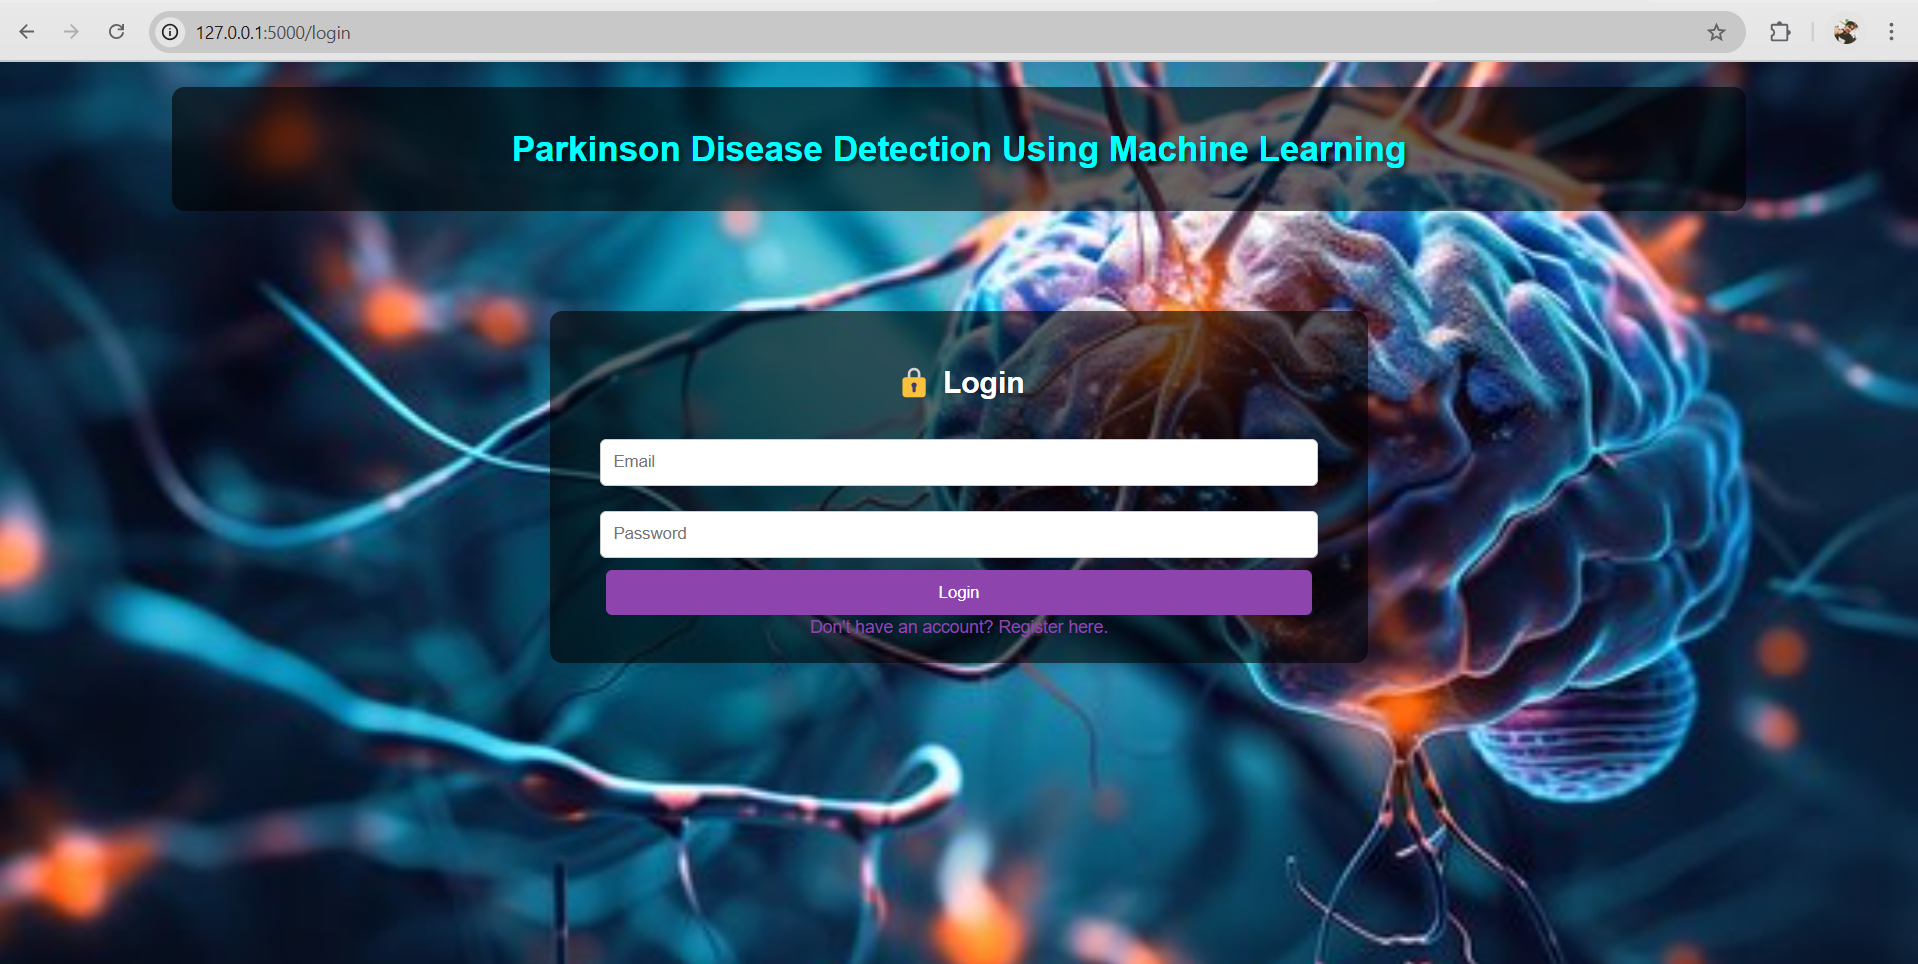 127.0.0.1:5000/login
Parkinson Disease Detection Using Machine Learning
Login
Email
Password
Login
Don't have an account? Register here.